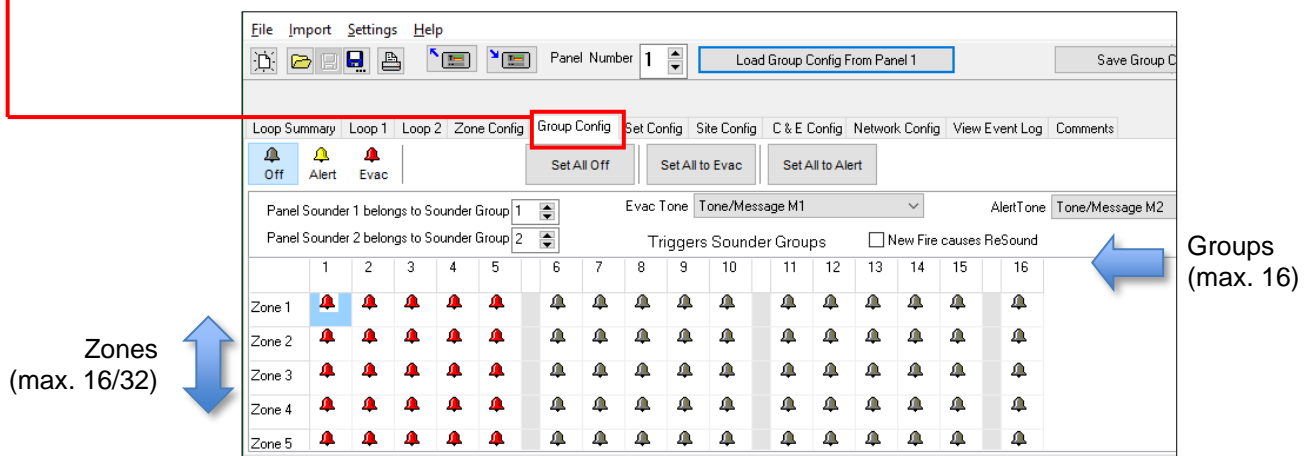 File Import Settings Help
Panel Number 1 Load Group Config From Panel 1 Save Group C
Loop Summary Loop 1 Loop 2 Zone Config Group Config Set Config Site Config C & E Config Network Config View Event Log Comments
Off Alert Evac Set All Off Set All to Evac Set All to Alert
Panel Sounder 1 belongs to Sounder Group 1 Evac Tone Tone/Message M1 AlertTone Tone/Message M2
Panel Sounder 2 belongs to Sounder Group 2 Triggers Sounder Groups New Fire causes ReSound
1 2 3 4 5 6 7 8 9 10 11 12 13 14 15 16
Zone 1
Zone 2
Zone 3
Zone 4
Zone 5
Groups
(max. 16)
Zones
(max. 16/32)